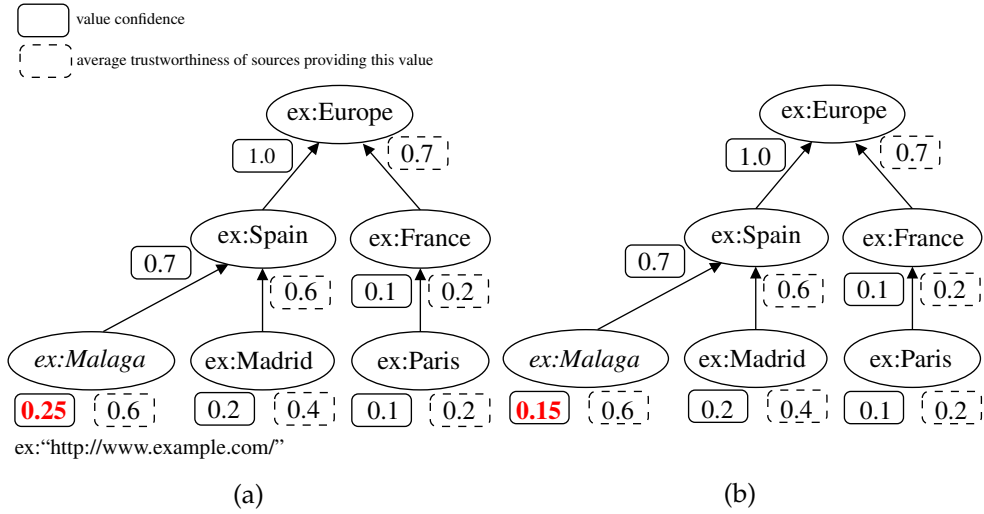 value confidence
average trustworthiness of sources providing this value
ex:Europe
1.0
0.7
ex:Spain
ex:France
0.7
0.6
0.1
0.2
ex:Malaga
ex:Madrid
ex:Paris
0.25
0.6
0.2
0.4
0.1
0.2
ex:“http://www.example.com/”
(a)
ex:Europe
1.0
0.7
ex:Spain
ex:France
0.7
0.6
0.1
0.2
ex:Malaga
ex:Madrid
ex:Paris
0.15
0.6
0.2
0.4
0.1
0.2
(b)